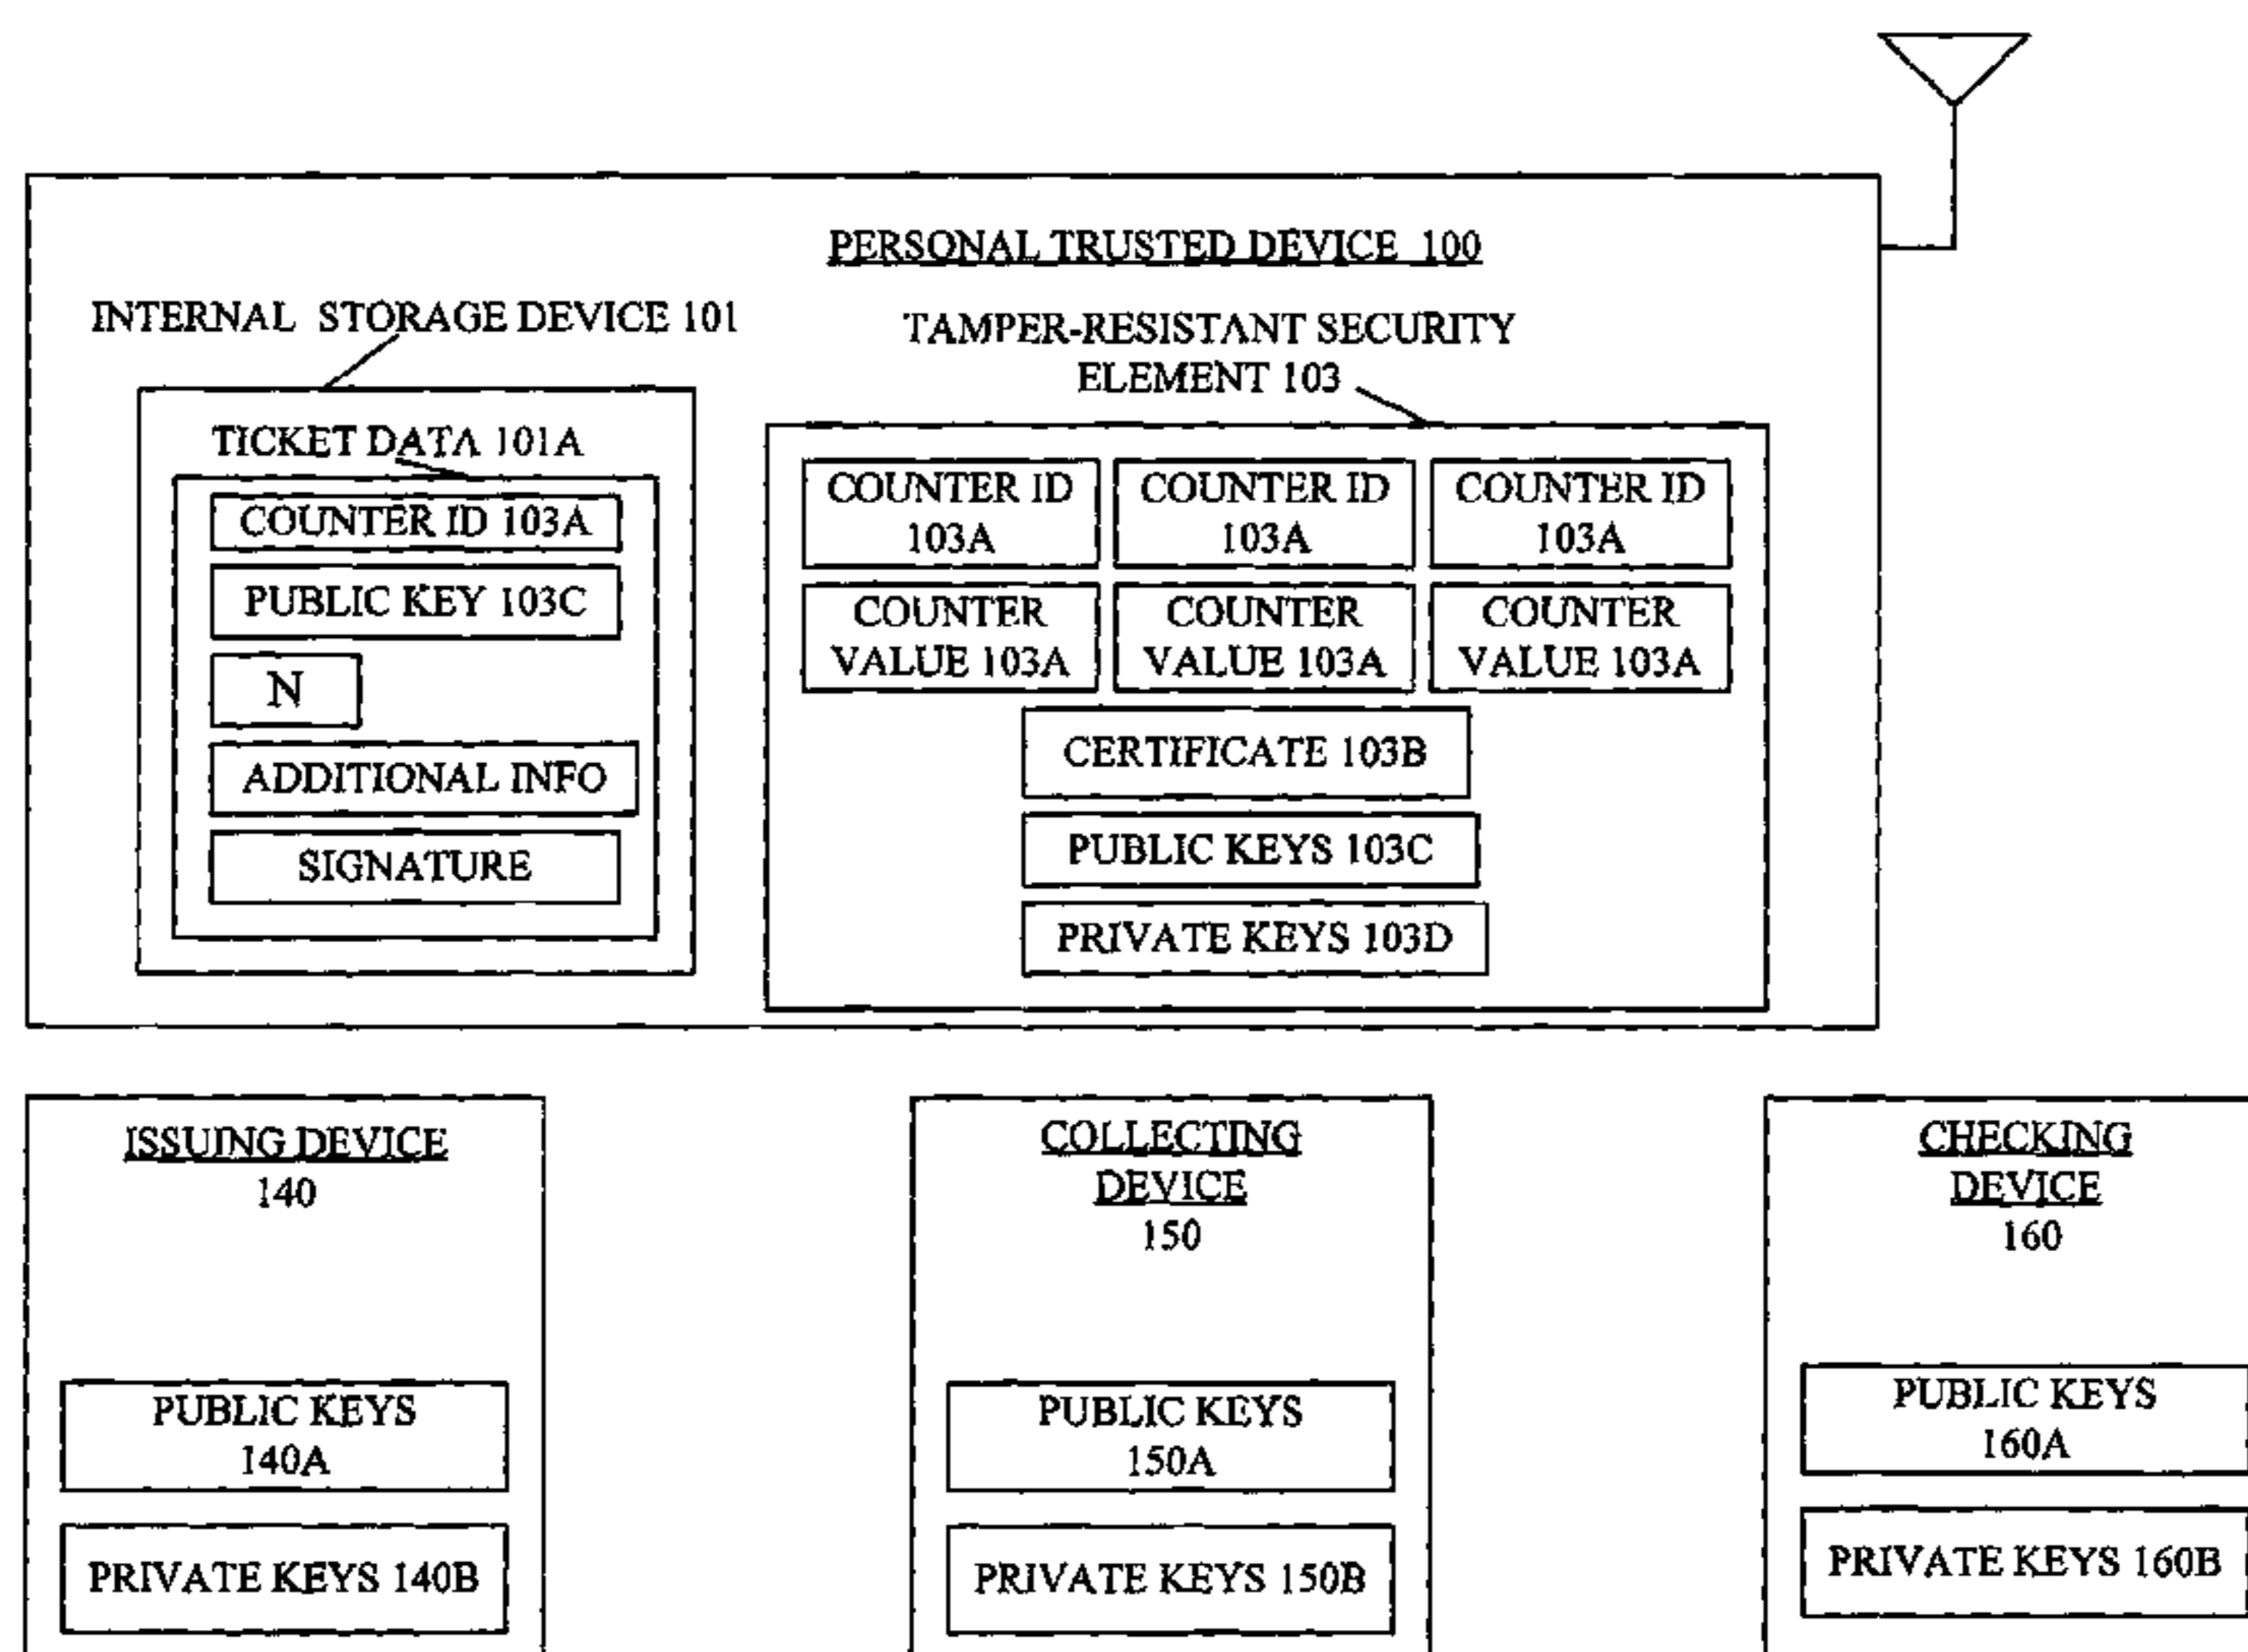 PERSONAL TRUSTED DEVICE 100
INTERNAL STORAGE DEVICE 101
TICKET DATA 101A
COUNTER ID 103A
PUBLIC KEY 103C
N
ADDITIONAL INFO
SIGNATURE
TAMPER-RESISTANT SECURITY
ELEMENT 103
COUNTER ID
103A
COUNTER ID
103A
COUNTER ID
103A
COUNTER
VALUE 103A
COUNTER
VALUE 103A
COUNTER
VALUE 103A
CERTIFICATE 103B
PUBLIC KEYS 103C
PRIVATE KEYS 103D
ISSUING DEVICE
140
PUBLIC KEYS
140A
PRIVATE KEYS 140B
COLLECTING
DEVICE
150
PUBLIC KEYS
150A
PRIVATE KEYS 150B
CHECKING
DEVICE
160
PUBLIC KEYS
160A
PRIVATE KEYS 160B